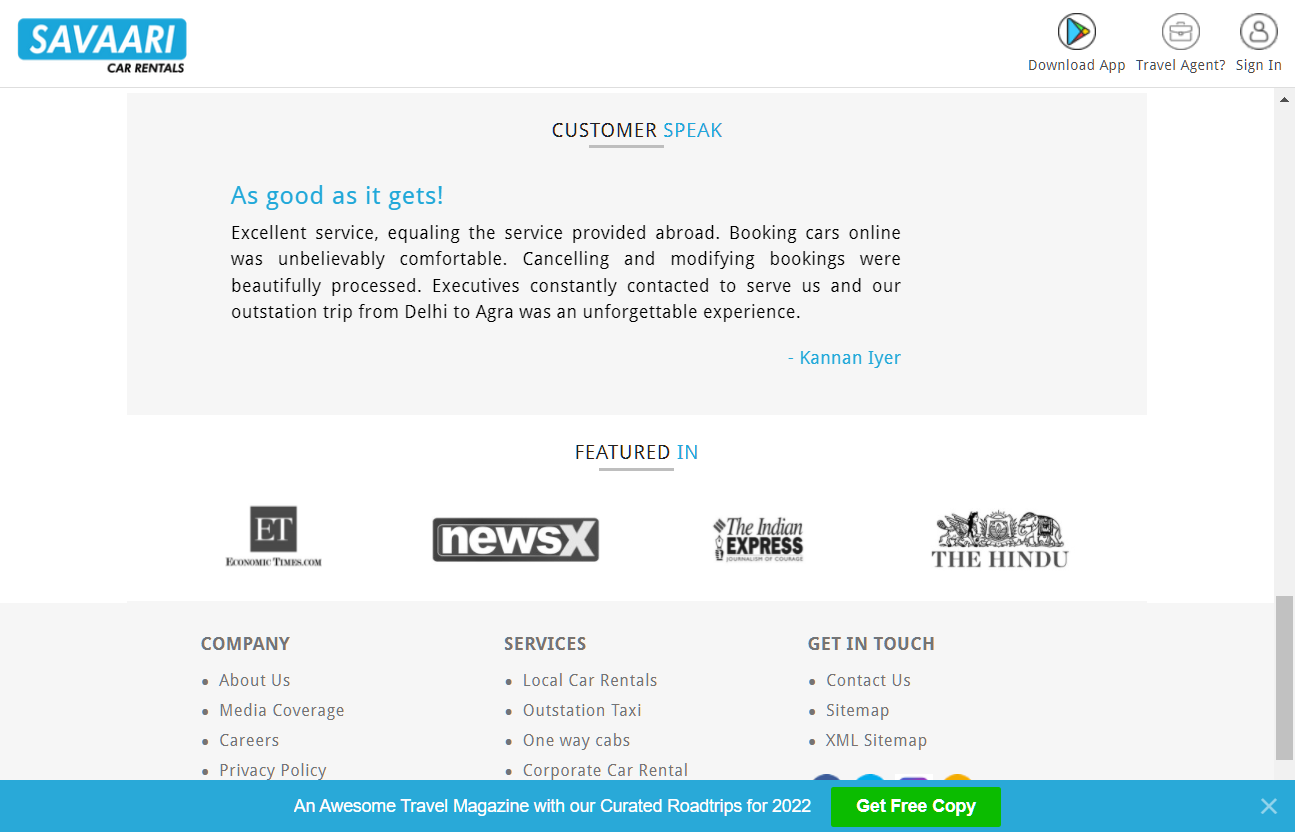 SAVAARI
CAR RENTALS
Download App
Travel Agent?
Sign In
CUSTOMER SPEAK
As good as it gets!
Excellent service, equaling the service provided abroad. Booking cars online
was unbelievably comfortable. Cancelling and modifying bookings were
beautifully processed. Executives constantly contacted to serve us and our
outstation trip from Delhi to Agra was an unforgettable experience.
- Kannan Iyer
FEATURED IN
ET
ECONOMIC TIMES.COM
newsX
The Indian
EXPRESS
JOURNALISM OF COURAGE
THE HINDU
COMPANY
About Us
Media Coverage
Careers
Privacy Policy
SERVICES
Local Car Rentals
Outstation Taxi
One way cabs
Corporate Car Rental
GET IN TOUCH
Contact Us
Sitemap
XML Sitemap
An Awesome Travel Magazine with our Curated Roadtrips for 2022
Get Free Copy